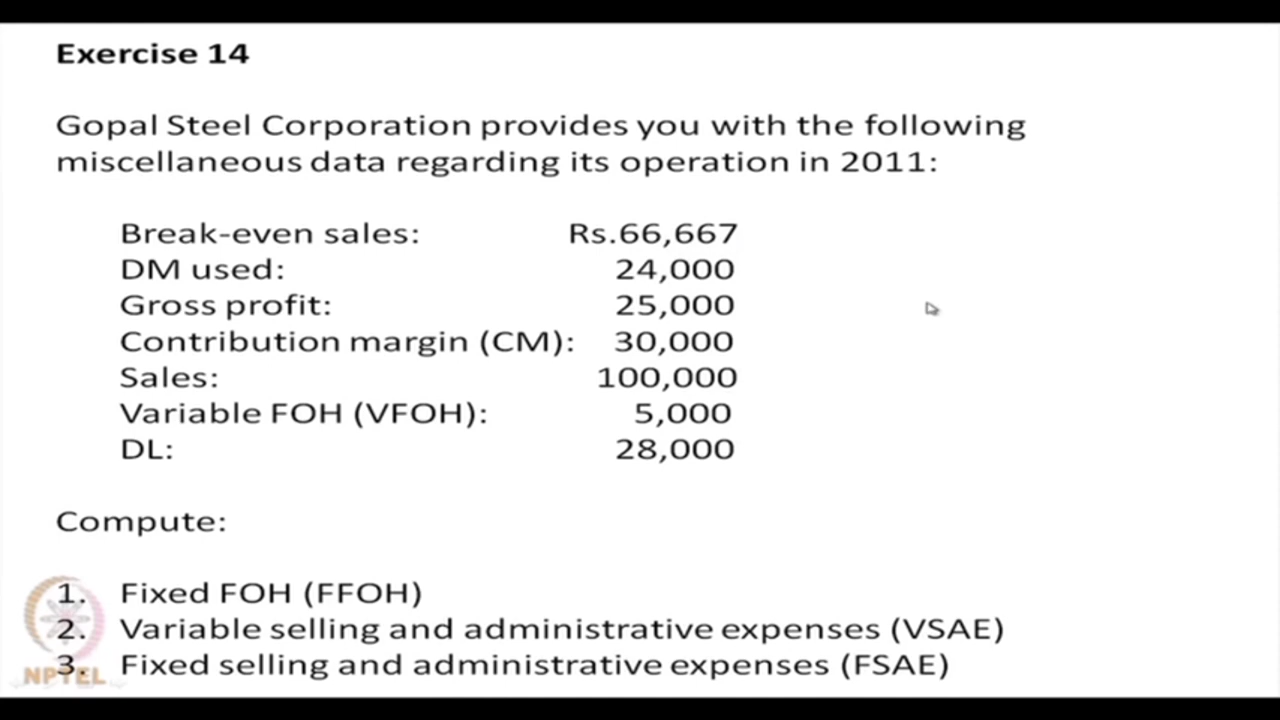 Exercise 14
Gopal Steel Corporation provides you with the following
miscellaneous data regarding its operation in 2011:
Break-even sales: Rs.66,667
DM used: 24,000
Gross profit: 25,000
Contribution margin (CM): 30,000
Sales: 100,000
Variable FOH (VFOH): 5,000
DL: 28,000
Compute:
1. Fixed FOH (FFOH)
2. Variable selling and administrative expenses (VSAE)
3. Fixed selling and administrative expenses (FSAE)
NPTEL